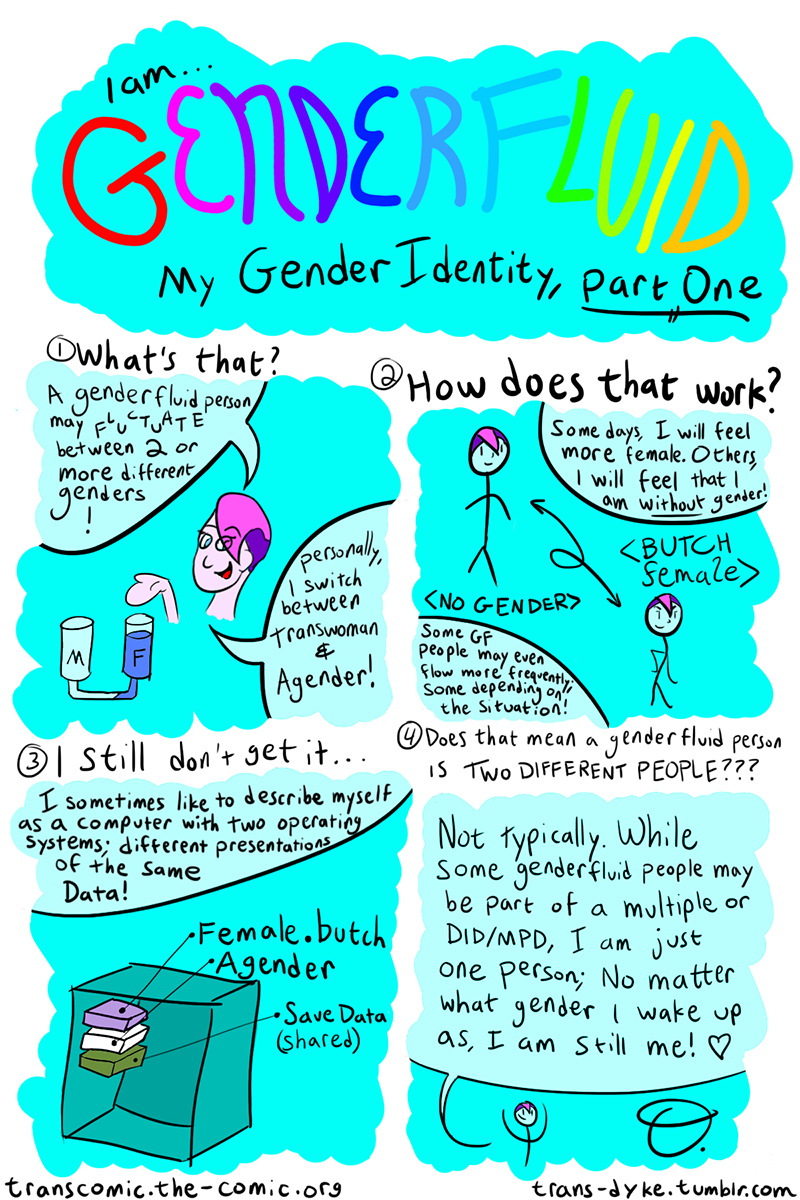 I am...
GENDERFLUID
My Gender Identity, Part One
① What's that?
A genderfluid person
may FLUCTUATE
between 2 or
more different
genders
!
personally,
I switch
between
Transwoman
&
Agender!
M
F
② How does that work?
Some days, I will feel
more female. Others,
I will feel that I
am without gender!
<NO GENDER>
<BUTCH
female>
Some GF
people may even
flow more frequently.
Some depending on
the situation!
③ I still don't get it...
I sometimes like to describe myself
as a computer with two operating
systems; different presentations
of the same
Data!
•Female.butch
•Agender
•Save Data
(shared)
④ Does that mean a genderfluid person
is TWO DIFFERENT PEOPLE???
Not typically. While
some genderfluid people may
be part of a multiple or
DID/MPD, I am just
one person; No matter
what gender I wake up
as, I am still me! ♡
transcomic.the-comic.org
trans-dyke.tumblr.com